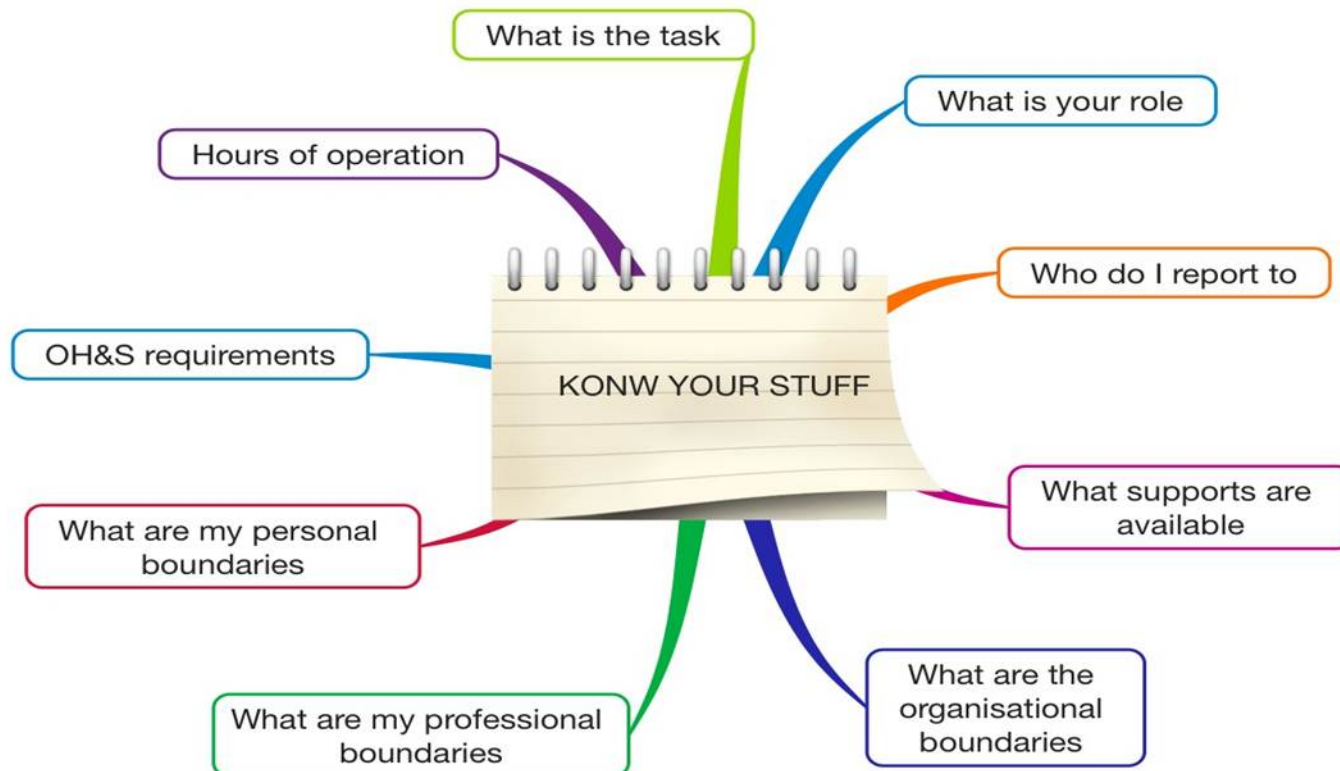 What is the task
What is your role
Hours of operation
Who do I report to
OH&S requirements
KONW YOUR STUFF
What supports are
available
What are my personal
boundaries
What are the
organisational
boundaries
What are my professional
boundaries